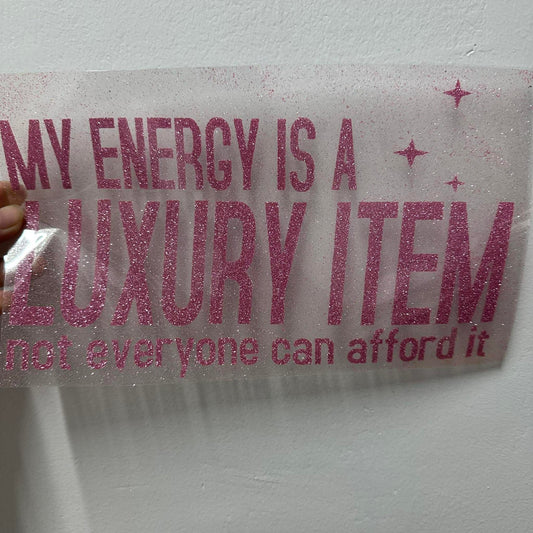 MY ENERGY IS A
LUXURY ITEM
not everyone can afford it